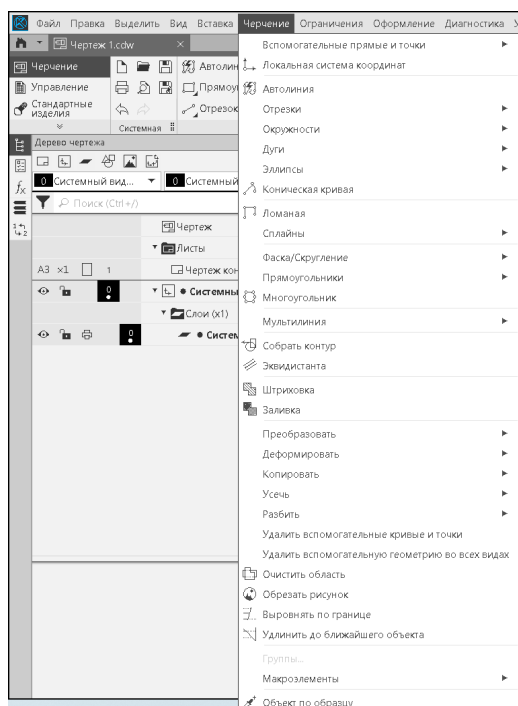 Файл Правка Выделить Вид Вставка Черчение Ограничения Оформление Диагностика У
Чертеж 1.cdw ×
Черчение
Управление
Стандартные изделия
Автолин
Прямоу
Отрезок
Системная
Дерево чертежа
0 Системный вид... 0 Системный
Поиск (Ctrl+/)
Чертеж
Листы
A3 ×1 1 Чертеж кон
0 Системны
Слои (x1)
0 Систем
Вспомогательные прямые и точки
Локальная система координат
Автолиния
Отрезки
Окружности
Дуги
Эллипсы
Коническая кривая
Ломаная
Сплайны
Фаска/Скругление
Прямоугольники
Многоугольник
Мультилиния
Собрать контур
Эквидистанта
Штриховка
Заливка
Преобразовать
Деформировать
Копировать
Усечь
Разбить
Удалить вспомогательные кривые и точки
Удалить вспомогательную геометрию во всех видах
Очистить область
Обрезать рисунок
Выровнять по границе
Удлинить до ближайшего объекта
Группы...
Макроэлементы
Объект по образцу